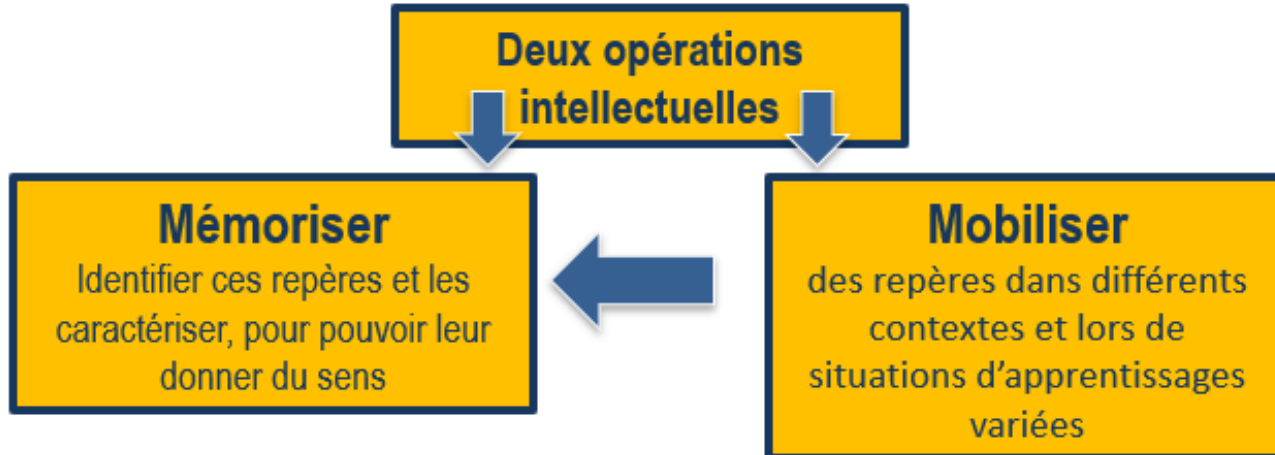 Deux opérations
intellectuelles
Mémoriser
Identifier ces repères et les
caractériser, pour pouvoir leur
donner du sens
Mobiliser
des repères dans différents
contextes et lors de
situations d’apprentissages
variées